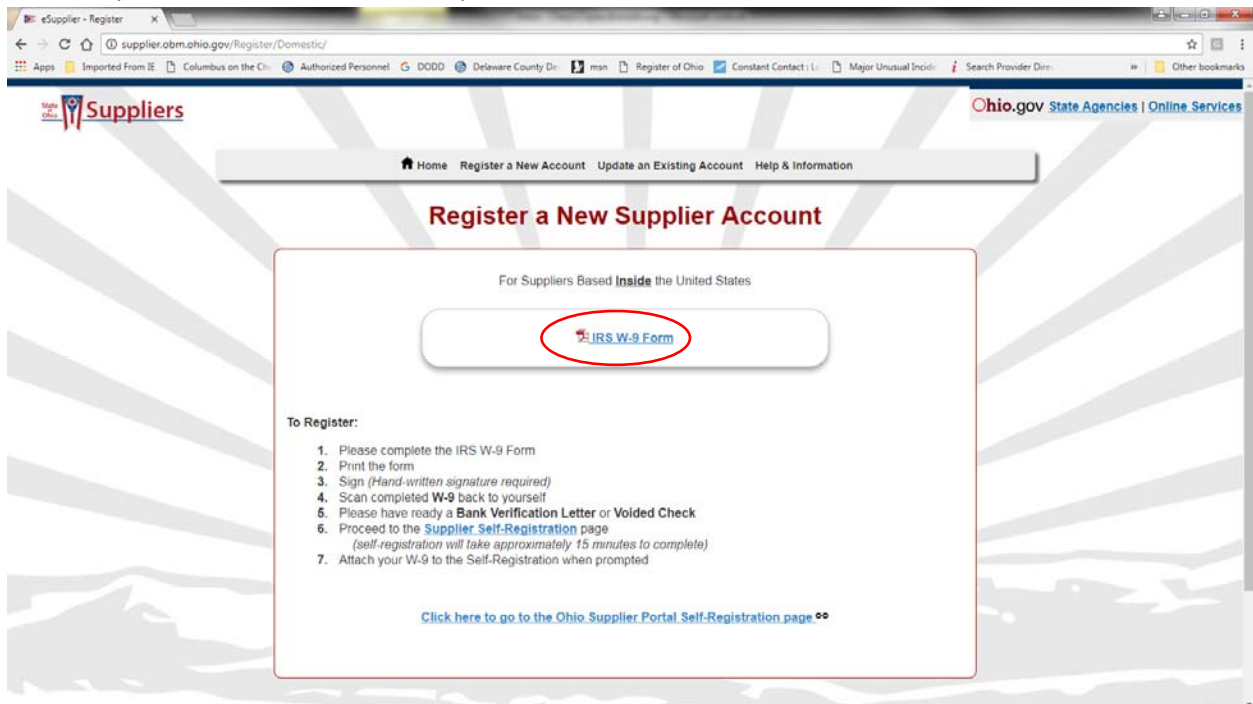 eSupplier - Register
supplier.obm.ohio.gov/Register/Domestic/
Apps Imported From IE Columbus on the Ch Authorized Personnel DODD Delaware County De msn Register of Ohio Constant Contact : L Major Unusual Incid Search Provider Dire » Other bookmarks
State of Ohio Suppliers
Ohio.gov State Agencies | Online Services
Home Register a New Account Update an Existing Account Help & Information
Register a New Supplier Account
For Suppliers Based Inside the United States
IRS W-9 Form
To Register:
1. Please complete the IRS W-9 Form
2. Print the form
3. Sign (Hand-written signature required)
4. Scan completed W-9 back to yourself
5. Please have ready a Bank Verification Letter or Voided Check
6. Proceed to the Supplier Self-Registration page
(self-registration will take approximately 15 minutes to complete)
7. Attach your W-9 to the Self-Registration when prompted
Click here to go to the Ohio Supplier Portal Self-Registration page